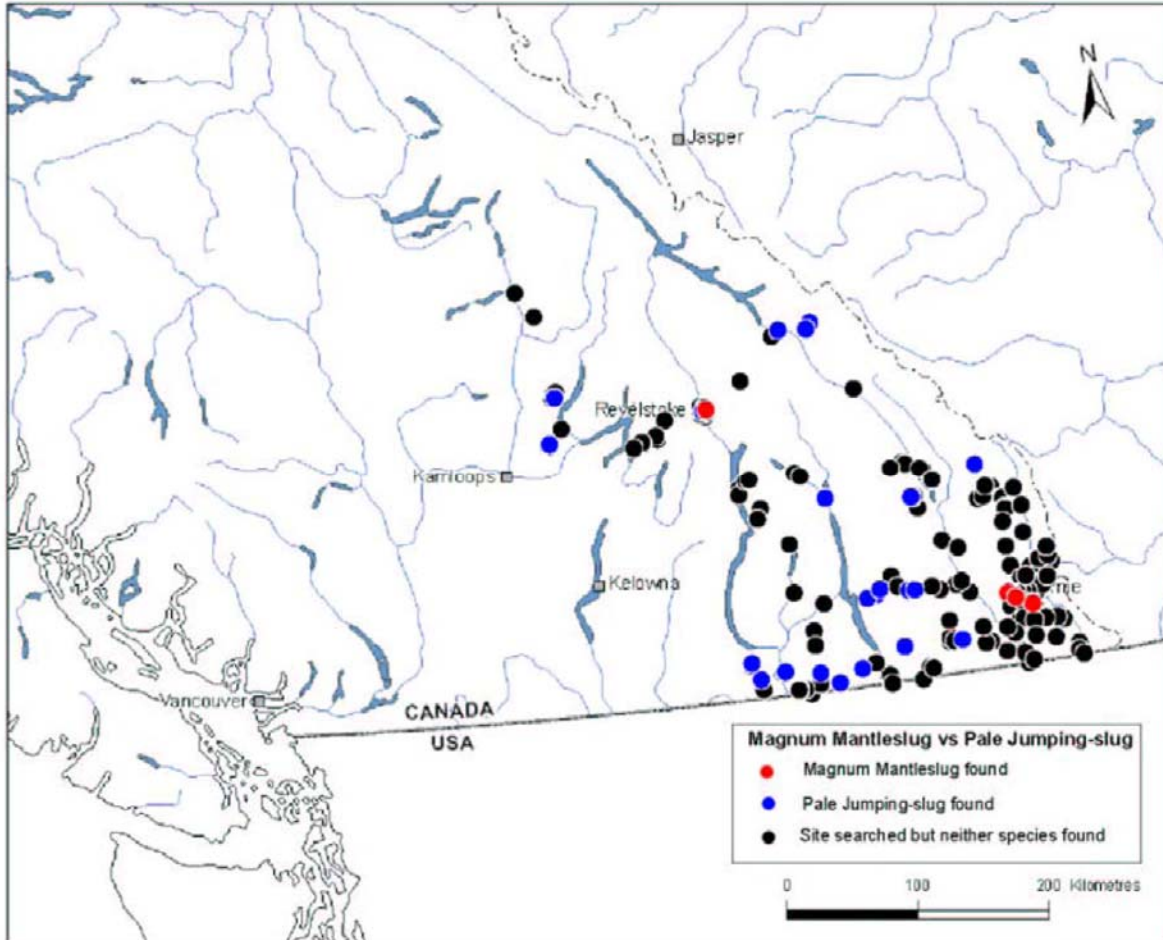 N
Jasper
Revelstoke
Kamloops
Kelowna
Vancouver
CANADA
USA
Magnum Mantleslug vs Pale Jumping-slug
Magnum Mantleslug found
Pale Jumping-slug found
Site searched but neither species found
0 100 200 Kilometres